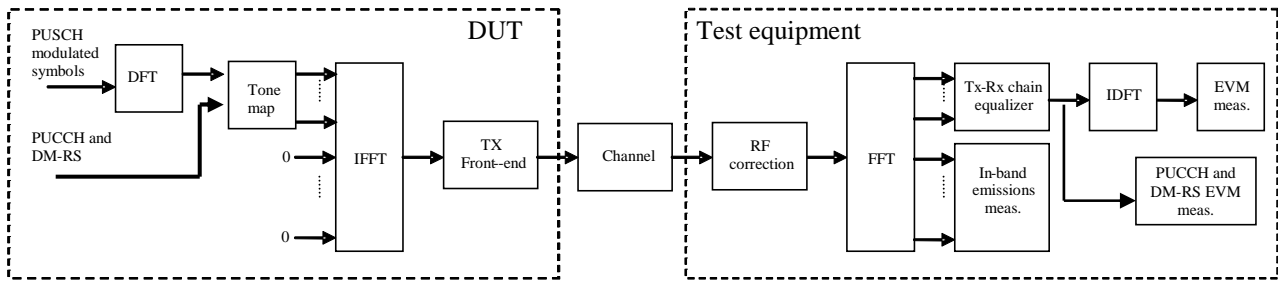 DUT
Test equipment
PUSCH
modulated
symbols
DFT
PUCCH and
DM-RS
Tone
map
0
0
IFFT
TX
Front--end
Channel
RF
correction
FFT
Tx-Rx chain
equalizer
IDFT
EVM
meas.
In-band
emissions
meas.
PUCCH and
DM-RS EVM
meas.